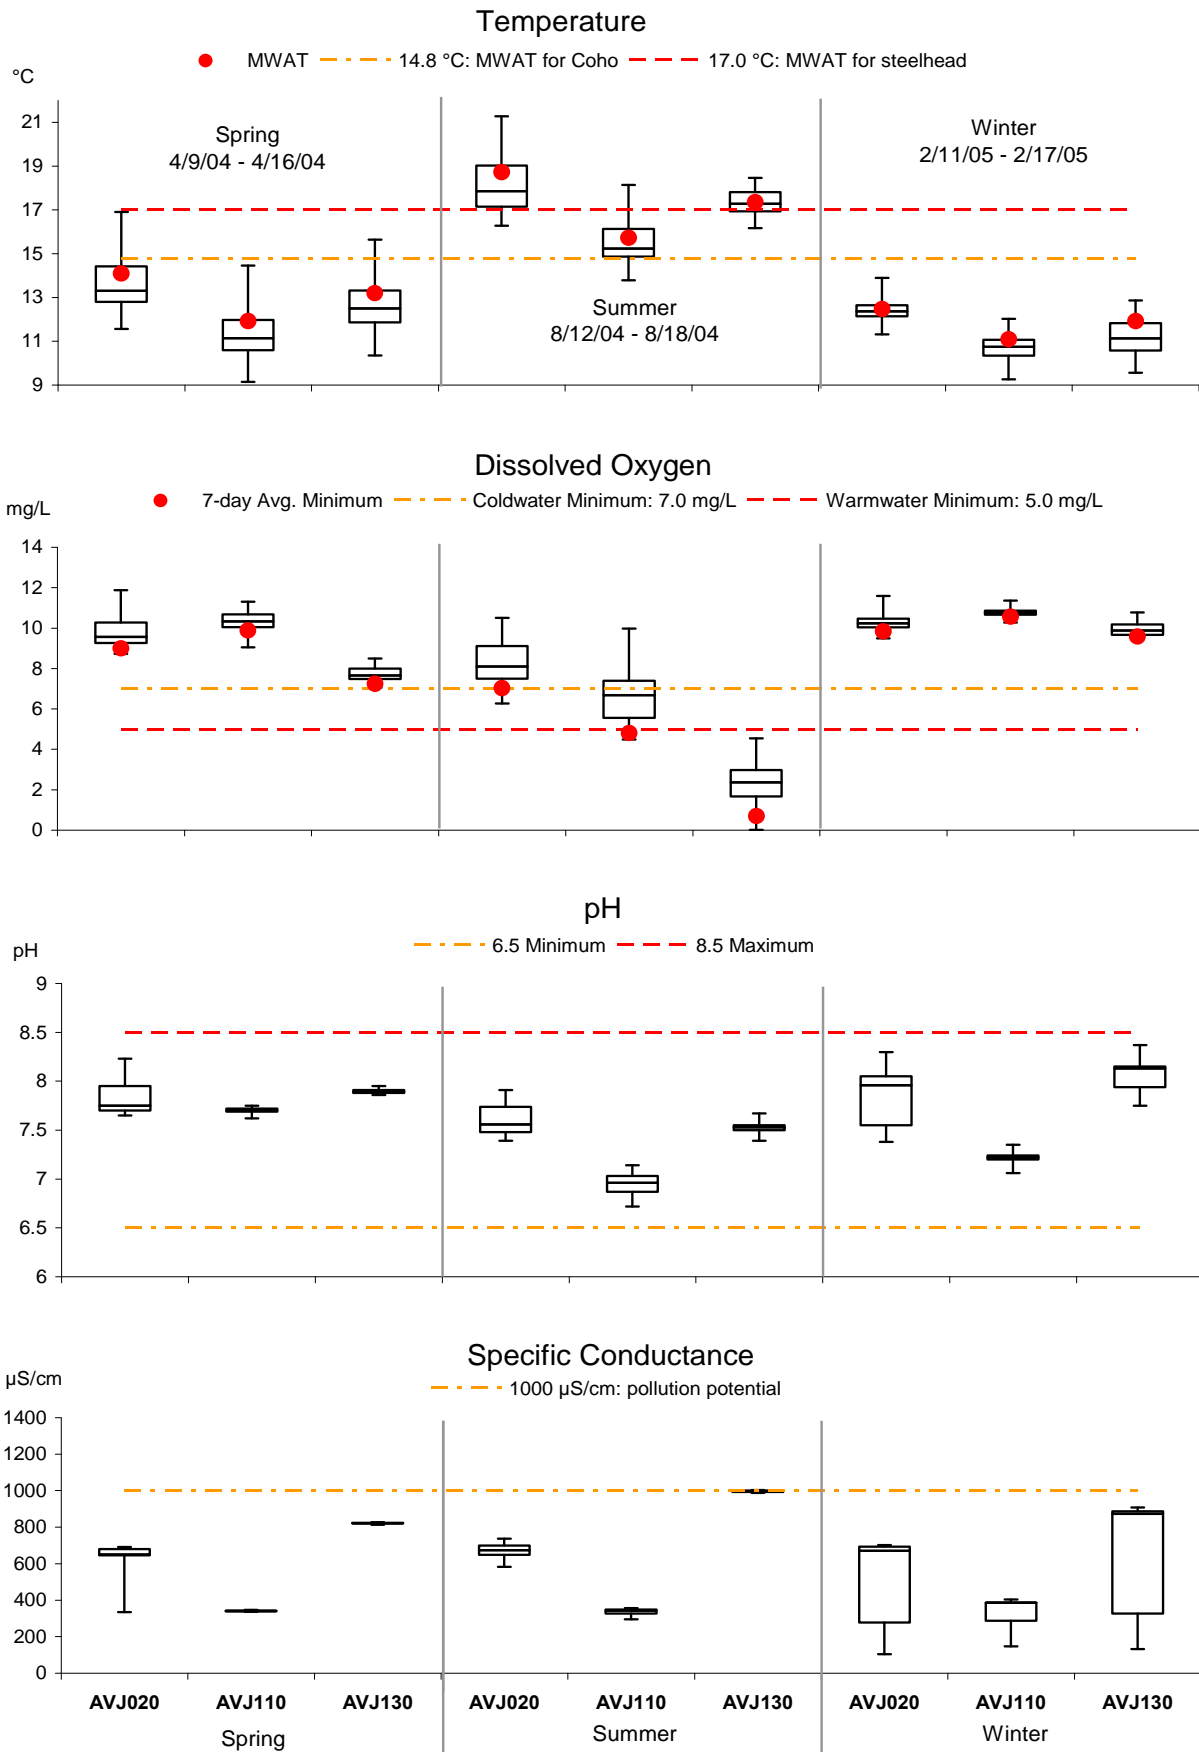 Temperature
MWAT 14.8 °C: MWAT for Coho 17.0 °C: MWAT for steelhead
°C
21
19
17
15
13
11
9
Spring
4/9/04 - 4/16/04
Summer
8/12/04 - 8/18/04
Winter
2/11/05 - 2/17/05
Dissolved Oxygen
7-day Avg. Minimum Coldwater Minimum: 7.0 mg/L Warmwater Minimum: 5.0 mg/L
mg/L
14
12
10
8
6
4
2
0
pH
6.5 Minimum 8.5 Maximum
pH
9
8.5
8
7.5
7
6.5
6
Specific Conductance
µS/cm
1000 µS/cm: pollution potential
1400
1200
1000
800
600
400
200
0
AVJ020 AVJ110 AVJ130 AVJ020 AVJ110 AVJ130 AVJ020 AVJ110 AVJ130
Spring Summer Winter